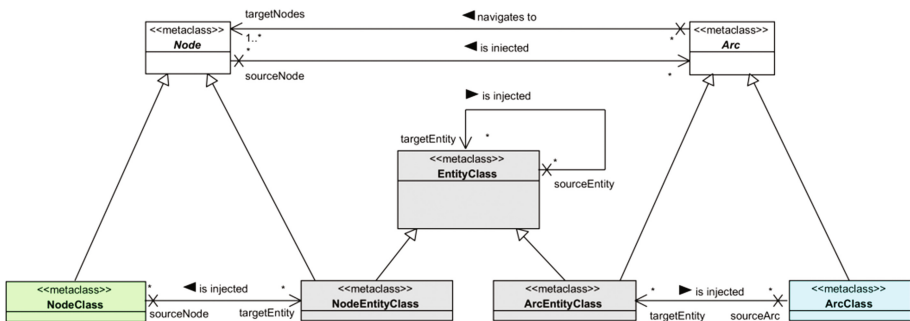 targetNodes
◄ navigates to
<<metaclass>>
Node
1..*
*
*
<<metaclass>>
Arc
◄ is iniected
sourceNode
*
► is injected
targetEntity
*
<<metaclass>>
EntityClass
*
sourceEntity
<<metaclass>>
NodeClass
*
◄ is injected
*
sourceNode
targetEntity
<<metaclass>>
NodeEntityClass
<<metaclass>>
ArcEntityClass
*
► is injected
*
targetEntity
sourceArc
<<metaclass>>
ArcClass